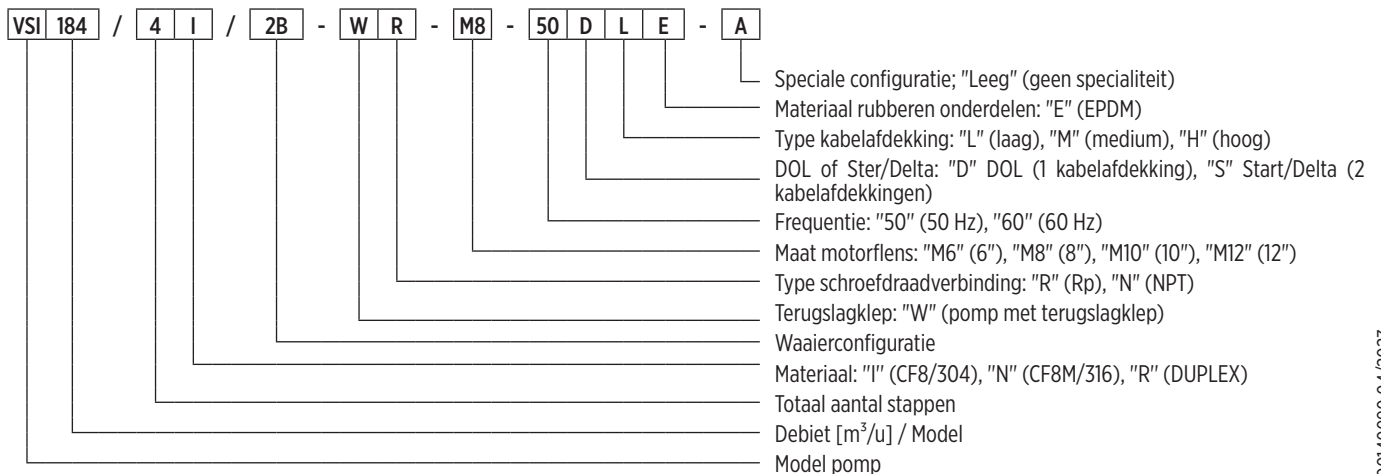 VSI 184 / 4 I / 2B - W R - M8 - 50 D L E - A
Speciale configuratie; "Leeg" (geen specialiteit)
Materiaal rubberen onderdelen: "E" (EPDM)
Type kabelafdekking: "L" (laag), "M" (medium), "H" (hoog)
DOL of Ster/Delta: "D" DOL (1 kabelafdekking), "S" Start/Delta (2
kabelafdekkingen)
Frequentie: "50" (50 Hz), "60" (60 Hz)
Maat motorflens: "M6" (6"), "M8" (8"), "M10" (10"), "M12" (12")
Type schroefdraadverbinding: "R" (Rp), "N" (NPT)
Terugslagklep: "W" (pomp met terugslagklep)
Waaierconfiguratie
Materiaal: "I" (CF8/304), "N" (CF8M/316), "R" (DUPLEX)
Totaal aantal stappen
Debiet [m³/u] / Model
Model pomp